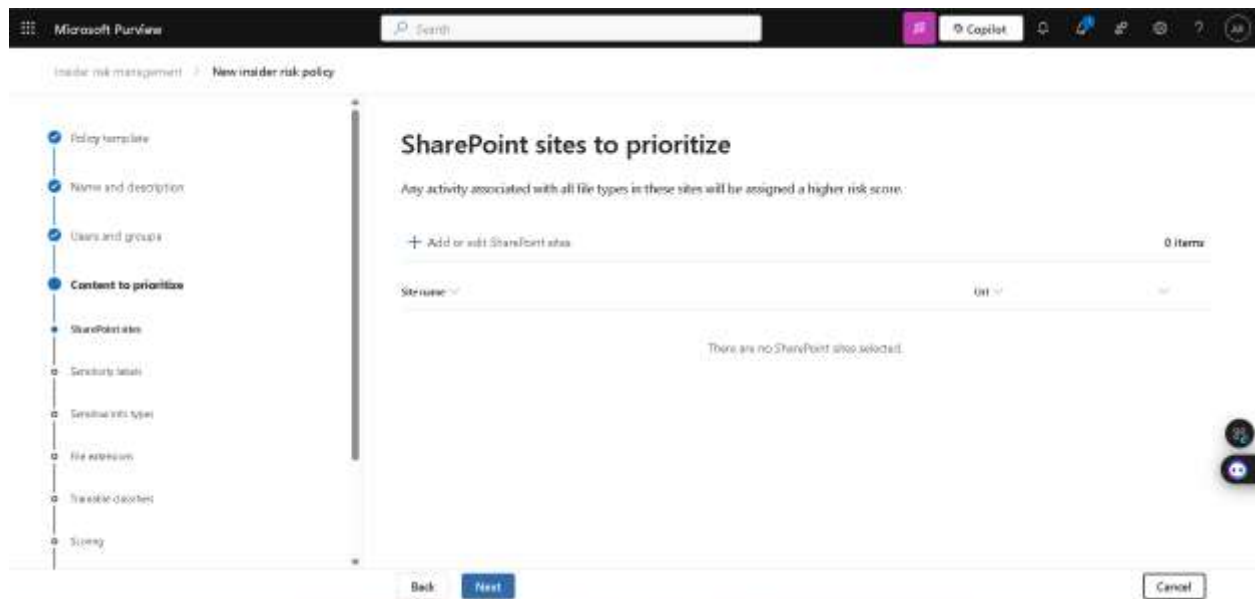 Microsoft Purview
Search
Copilot
?
AR
Insider risk management > New insider risk policy
Policy template
Name and description
Users and groups
Content to prioritize
SharePoint sites
Sensitivity labels
Sensitive info types
File extensions
Trainable classifiers
Scoring
SharePoint sites to prioritize
Any activity associated with all file types in these sites will be assigned a higher risk score.
+ Add or edit SharePoint sites
0 items
Site name
Url
There are no SharePoint sites selected.
Back
Next
Cancel